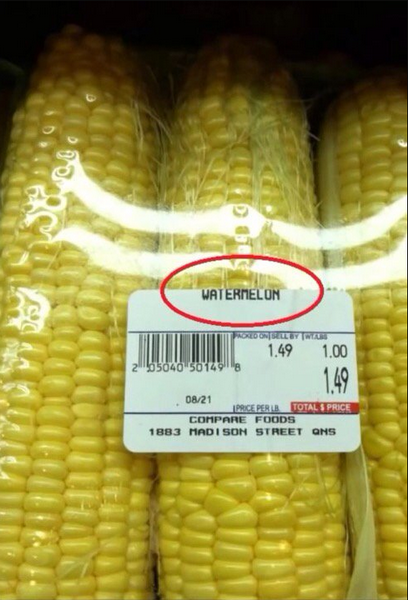 WATERMELON
PACKED ON SELL BY WT/LBS
1.49 1.00
1.49
2 05040 50149 8
08/21
PRICE PER LB. TOTAL $ PRICE
COMPARE FOODS
1883 MADISON STREET QNS